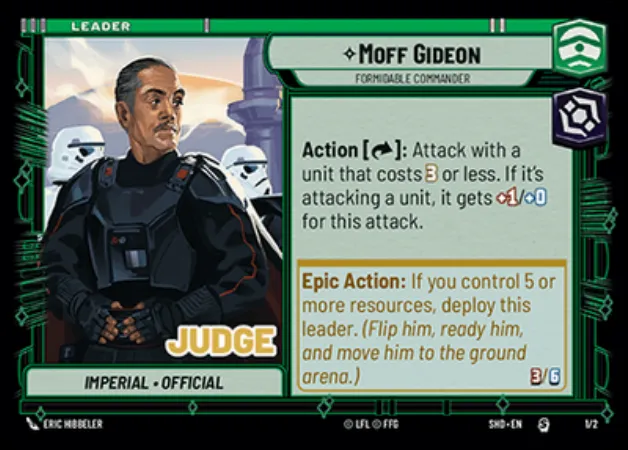 LEADER
MOFF GIDEON
FORMIDABLE COMMANDER
Action []: Attack with a
unit that costs 3 or less. If it's
attacking a unit, it gets +1/+0
for this attack.
Epic Action: If you control 5 or
more resources, deploy this
leader. (Flip him, ready him,
and move him to the ground
arena.)
3/6
JUDGE
IMPERIAL • OFFICIAL
ERIC HIBBELER
© LFL © FFG
SHD•EN
S
1/2